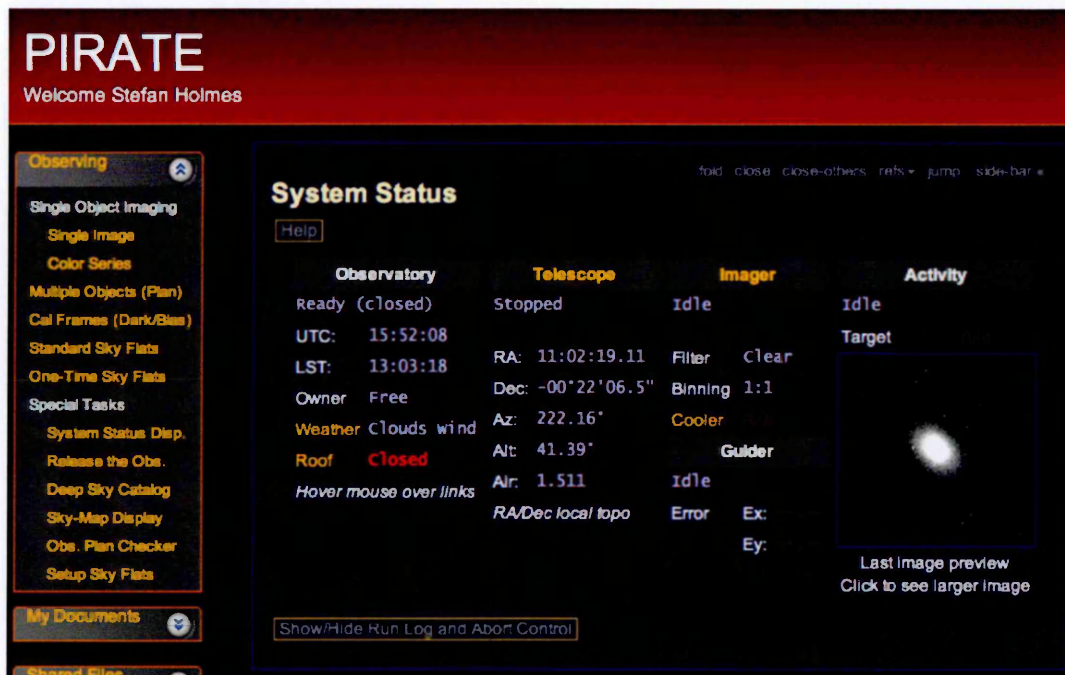 PIRATE
Welcome Stefan Holmes
Observing
Single Object Imaging
Single Image
Color Series
Multiple Objects (Plan)
Cal Frames (Dark/Bias)
Standard Sky Flats
One-Time Sky Flats
Special Tasks
System Status Disp.
Release the Obs.
Deep Sky Catalog
Sky-Map Display
Obs. Plan Checker
Setup Sky Flats
My Documents
Shared Files
fold close close-others refs jump side-bar «
System Status
Help
Observatory
Ready (closed)
UTC: 15:52:08
LST: 13:03:18
Owner Free
Weather Clouds wind
Roof Closed
Hover mouse over links
Telescope
Stopped
RA: 11:02:19.11
Dec: -00°22'06.5"
Az: 222.16°
Alt: 41.39°
Air: 1.511
RA/Dec local topo
Imager
Idle
Filter Clear
Binning 1:1
Cooler
Guider
Idle
Error Ex:
Ey:
Activity
Idle
Target
Last image preview
Click to see larger image
Show/Hide Run Log and Abort Control